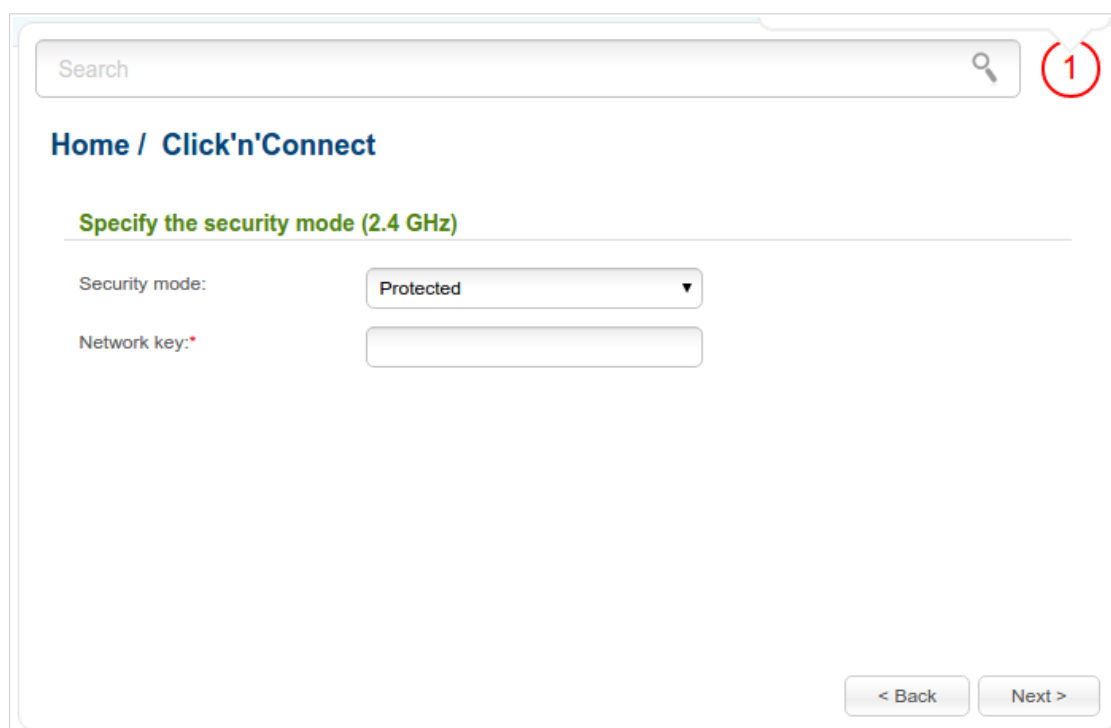 Search
1
Home / Click'n'Connect
Specify the security mode (2.4 GHz)
Security mode: Protected
Network key:*
< Back Next >